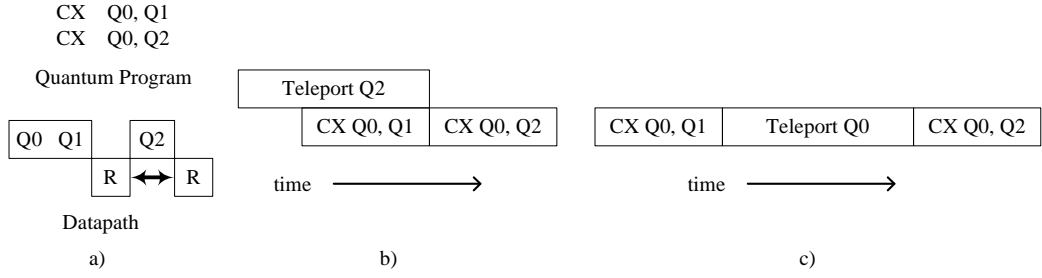 CX Q0, Q1
CX Q0, Q2
Quantum Program
Q0 Q1 Q2
R R
Datapath
a)
Teleport Q2
CX Q0, Q1 CX Q0, Q2
time
b)
CX Q0, Q1 Teleport Q0 CX Q0, Q2
time
c)